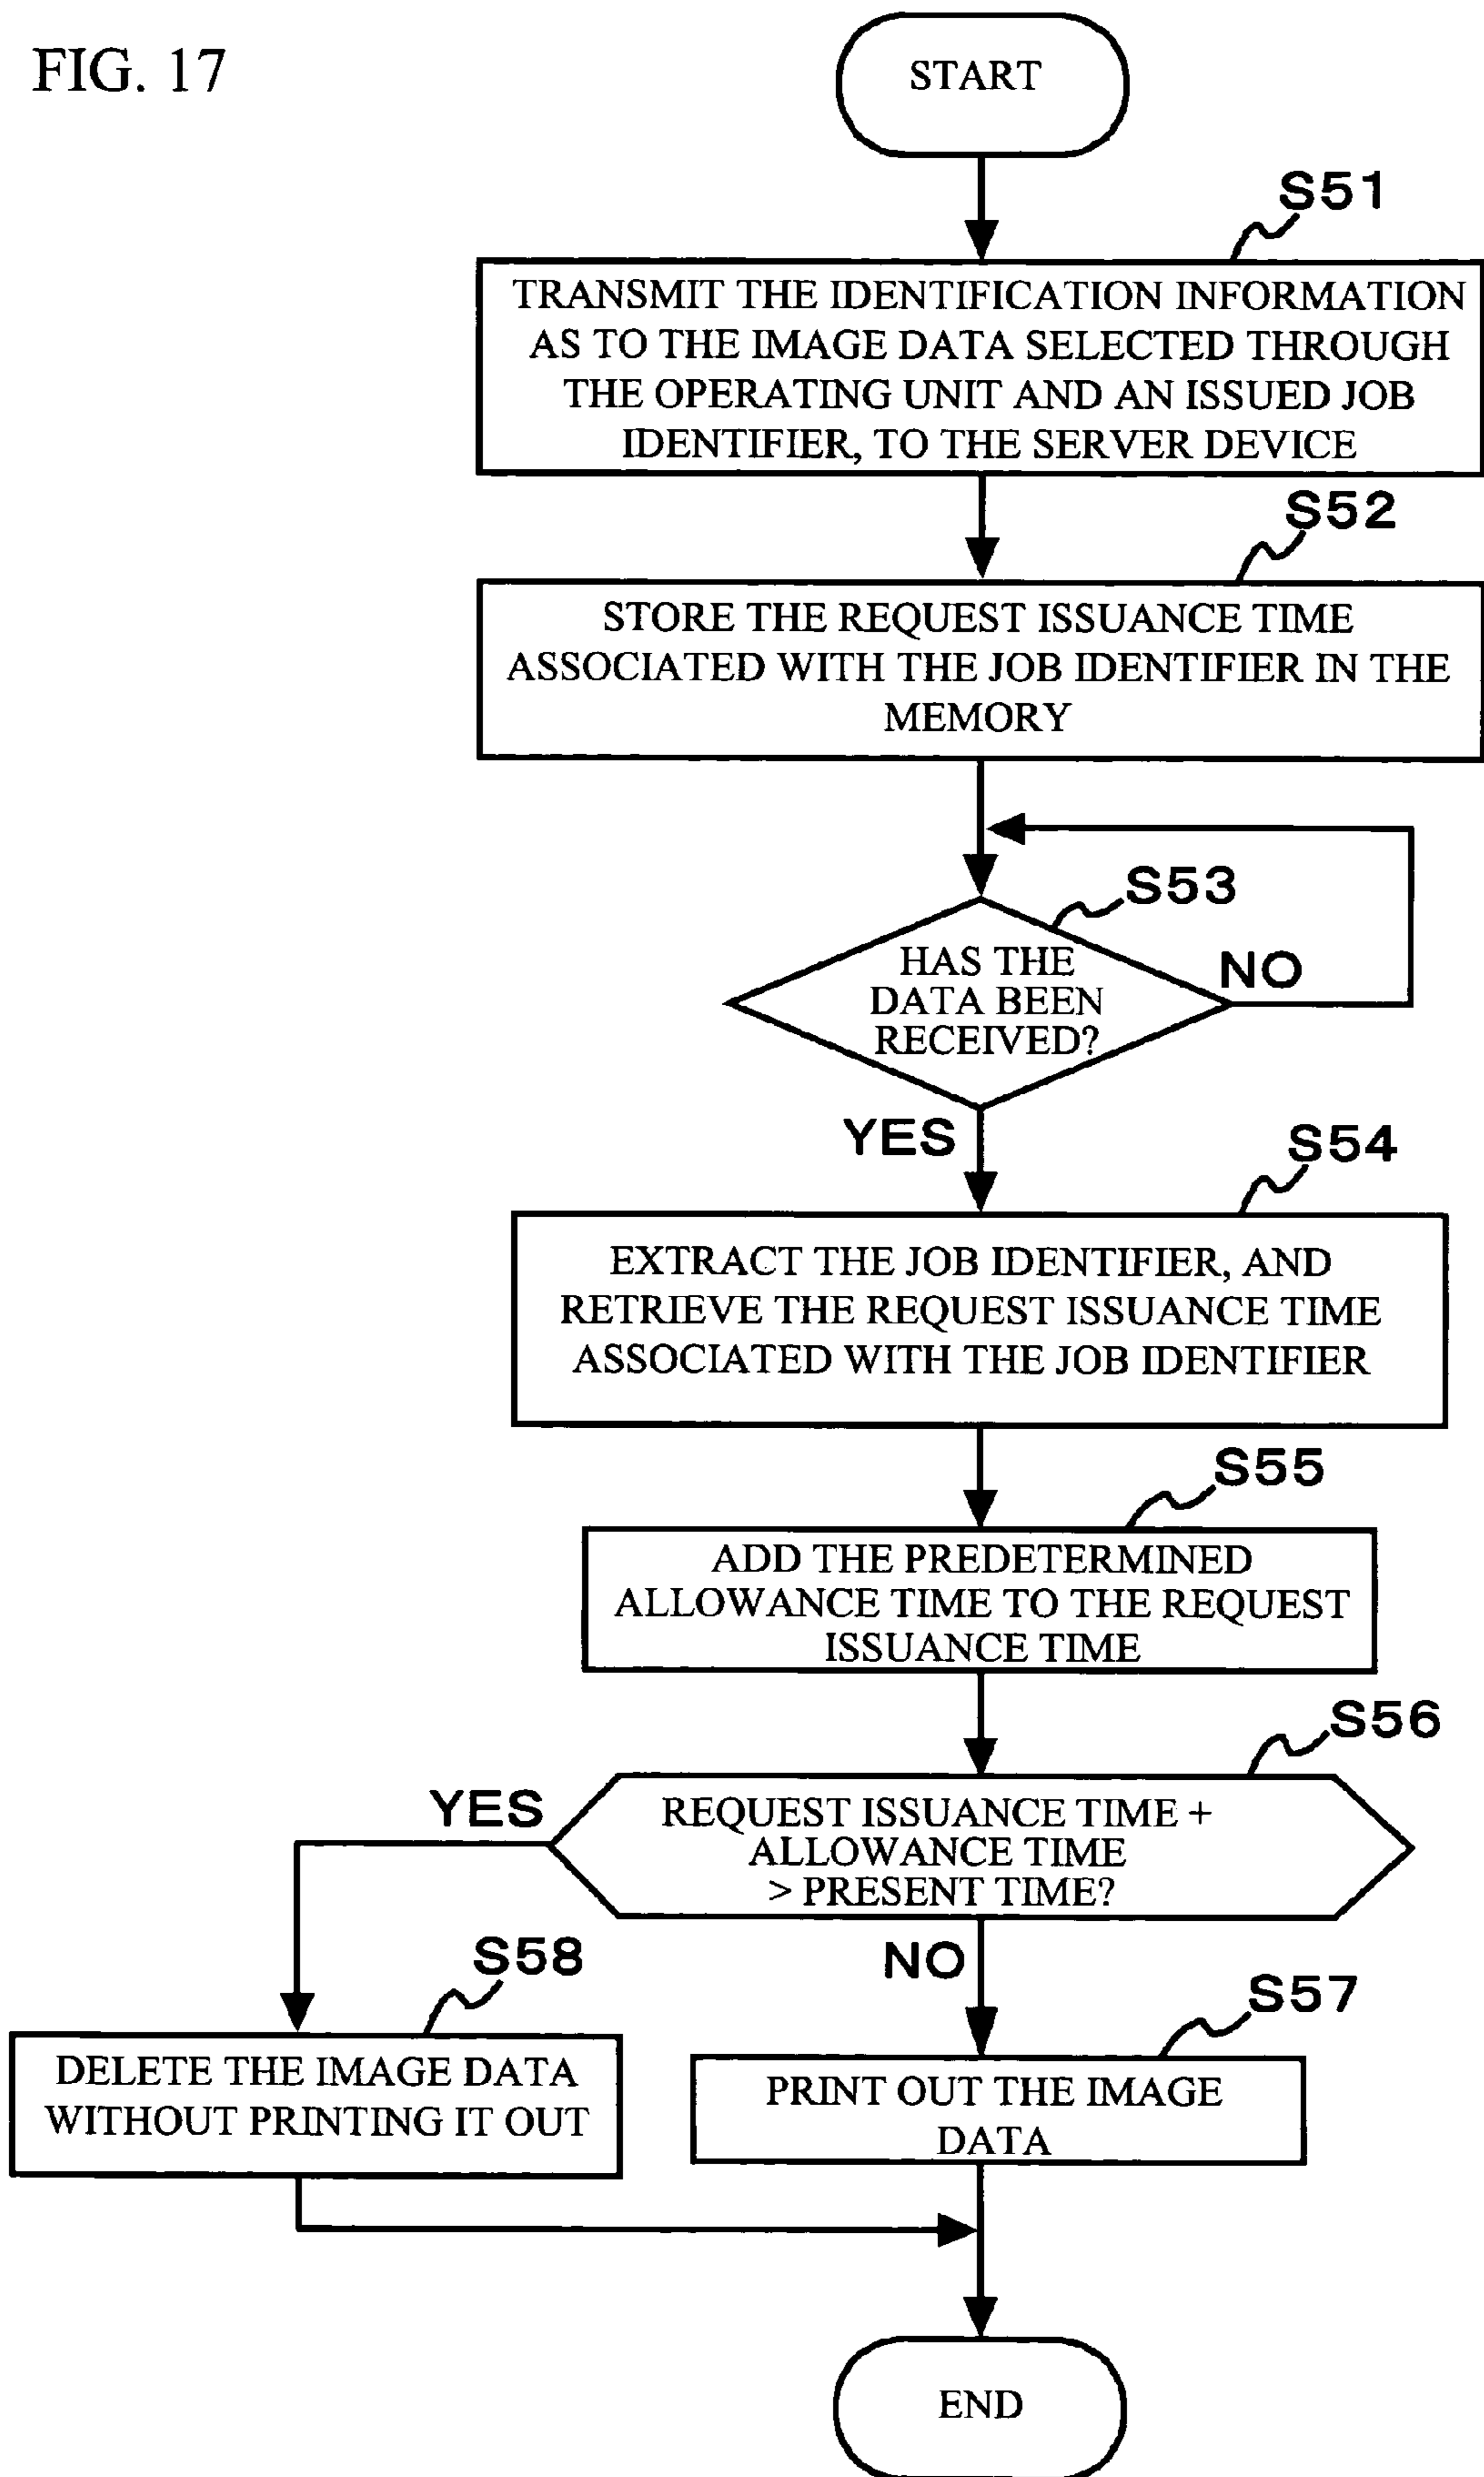 FIG. 17
START
S51
TRANSMIT THE IDENTIFICATION INFORMATION
AS TO THE IMAGE DATA SELECTED THROUGH
THE OPERATING UNIT AND AN ISSUED JOB
IDENTIFIER, TO THE SERVER DEVICE
S52
STORE THE REQUEST ISSUANCE TIME
ASSOCIATED WITH THE JOB IDENTIFIER IN THE
MEMORY
S53
HAS THE
DATA BEEN
RECEIVED?
NO
YES
S54
EXTRACT THE JOB IDENTIFIER, AND
RETRIEVE THE REQUEST ISSUANCE TIME
ASSOCIATED WITH THE JOB IDENTIFIER
S55
ADD THE PREDETERMINED
ALLOWANCE TIME TO THE REQUEST
ISSUANCE TIME
S56
YES
REQUEST ISSUANCE TIME +
ALLOWANCE TIME
> PRESENT TIME?
NO
S58
DELETE THE IMAGE DATA
WITHOUT PRINTING IT OUT
S57
PRINT OUT THE IMAGE
DATA
END